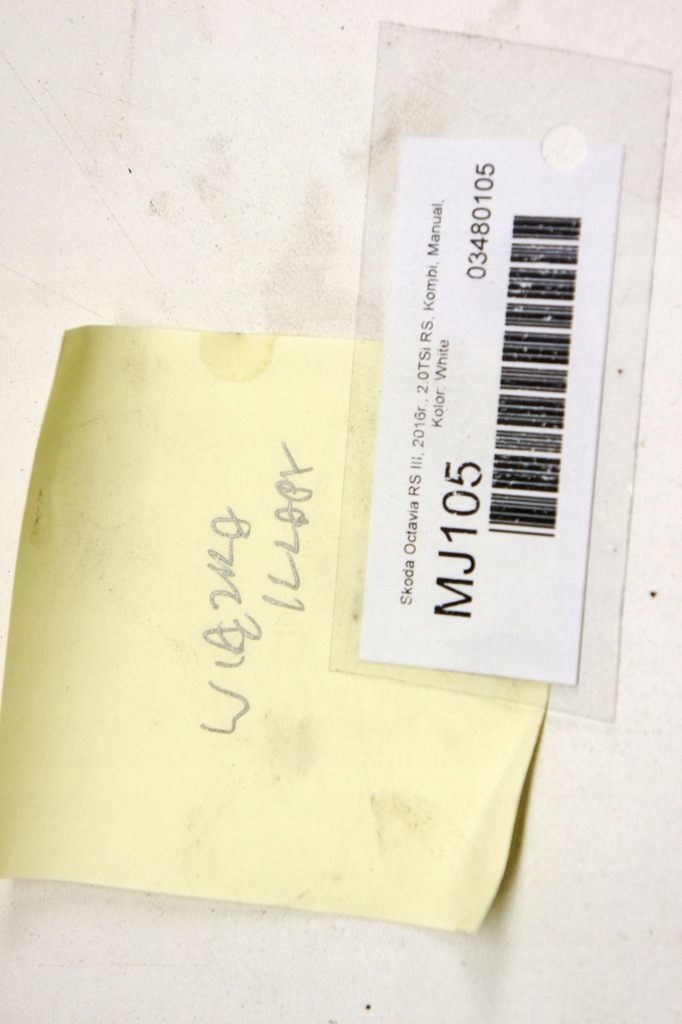 Skoda Octavia RS III, 2016r., 2.0TSi RS, Kombi, Manual,
Kolor: White
MJ105
03480105